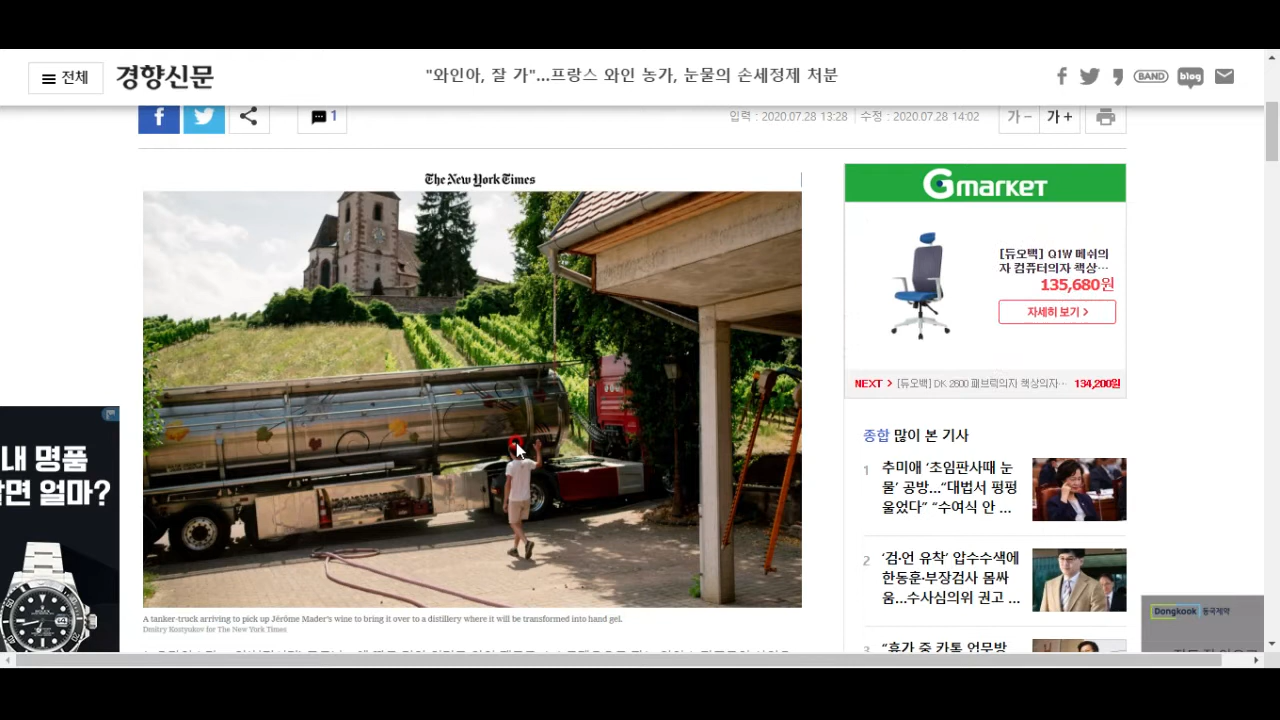 전체
경향신문
"와인아, 잘 가"...프랑스 와인 농가, 눈물의 손세정제 처분
BAND
blog
1
입력 : 2020.07.28 13:28
수정 : 2020.07.28 14:02
가 -
가 +
The New York Times
A tanker-truck arriving to pick up Jérôme Mader's wine to bring it over to a distillery where it will be transformed into hand gel.
Dmitry Kostyukov for The New York Times
Gmarket
[듀오백] Q1W 메쉬의
자 컴퓨터의자 책상···
135,680원
자세히 보기 >
NEXT > [듀오백] DK 2500 패브릭의자 책상의자··· 134,200원
종합 많이 본 기사
1
추미애 ‘초임판사때 눈
물’ 공방...“대법서 평평
울었다” “수여식 안 ...
2
‘검·언 유착’ 압수수색에
한동훈·부장검사 몸싸
움...수사심의위 권고 ...
3
“휴가 중 카톡 업무방
내 명품
면 얼마?
Dongkook 동국제약